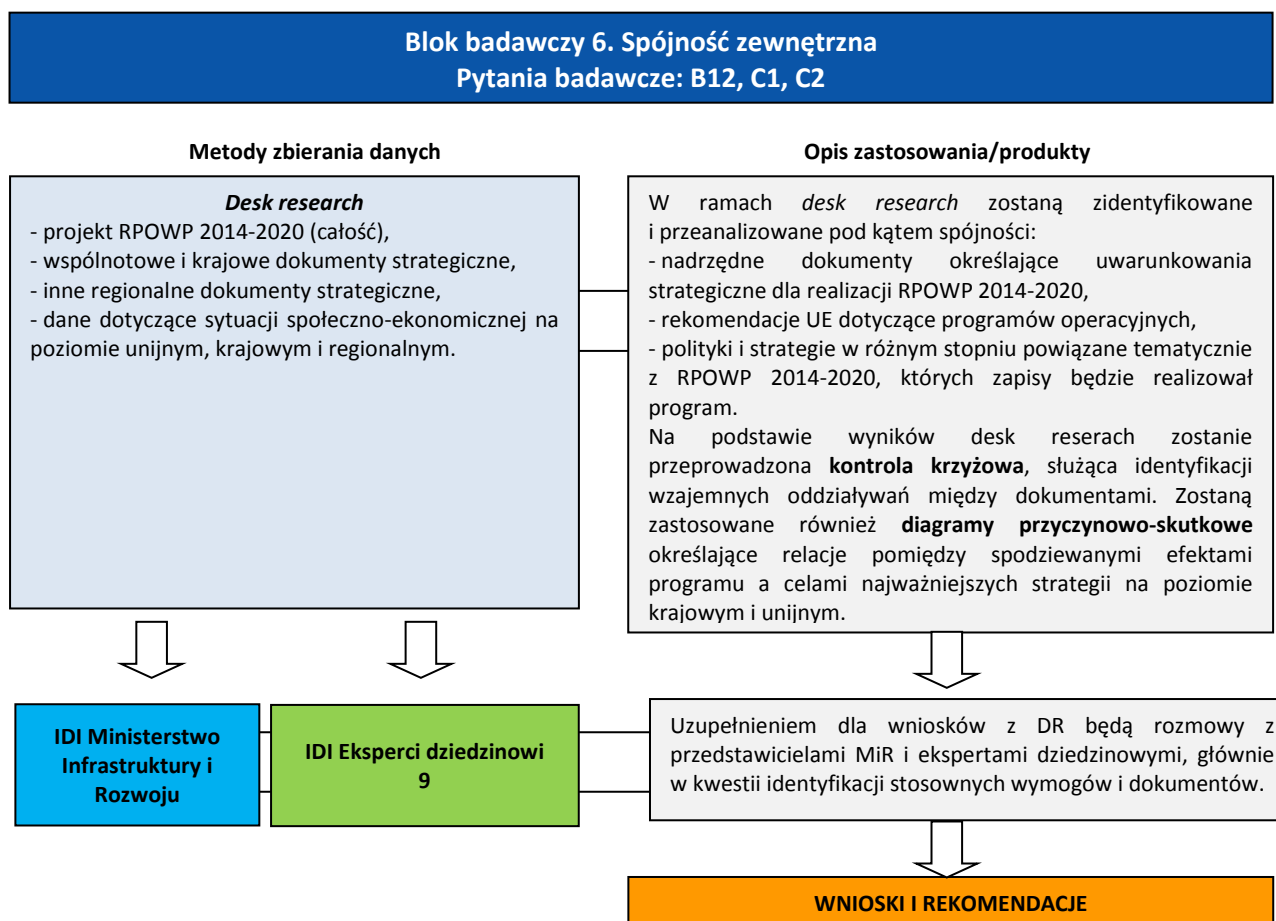 Blok badawczy 6. Spójność zewnętrzna
Pytania badawcze: B12, C1, C2
Metody zbierania danych
Opis zastosowania/produkty
Desk research
- projekt RPOWP 2014-2020 (całość),
- wspólnotowe i krajowe dokumenty strategiczne,
- inne regionalne dokumenty strategiczne,
- dane dotyczące sytuacji społeczno-ekonomicznej na
poziomie unijnym, krajowym i regionalnym.
W ramach desk research zostaną zidentyfikowane
i przeanalizowane pod kątem spójności:
- nadrzędne dokumenty określające uwarunkowania
strategiczne dla realizacji RPOWP 2014-2020,
- rekomendacje UE dotyczące programów operacyjnych,
- polityki i strategie w różnym stopniu powiązane tematycznie
z RPOWP 2014-2020, których zapisy będzie realizował
program.
Na podstawie wyników desk reserach zostanie
przeprowadzona kontrola krzyżowa, służąca identyfikacji
wzajemnych oddziaływań między dokumentami. Zostaną
zastosowane również diagramy przyczynowo-skutkowe
określające relacje pomiędzy spodziewanymi efektami
programu a celami najważniejszych strategii na poziomie
krajowym i unijnym.
IDI Ministerstwo
Infrastruktury i
Rozwoju
IDI Eksperci dziedzinowi
9
Uzupełnieniem dla wniosków z DR będą rozmowy z
przedstawicielami MiR i ekspertami dziedzinowymi, głównie
w kwestii identyfikacji stosownych wymogów i dokumentów.
WNIOSKI I REKOMENDACJE